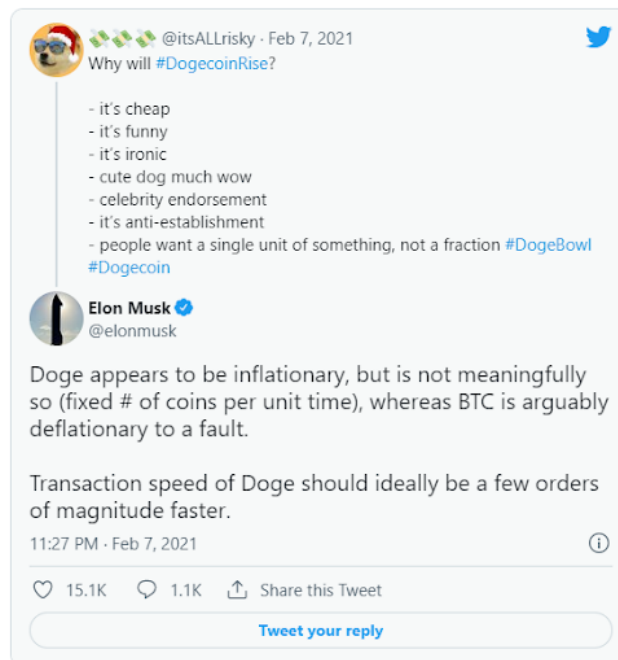 💸💸💸 @itsALLrisky · Feb 7, 2021
Why will #DogecoinRise?
- it's cheap
- it's funny
- it's ironic
- cute dog much wow
- celebrity endorsement
- it's anti-establishment
- people want a single unit of something, not a fraction #DogeBowl
#Dogecoin
Elon Musk
@elonmusk
Doge appears to be inflationary, but is not meaningfully
so (fixed # of coins per unit time), whereas BTC is arguably
deflationary to a fault.
Transaction speed of Doge should ideally be a few orders
of magnitude faster.
11:27 PM · Feb 7, 2021
15.1K 1.1K Share this Tweet
Tweet your reply